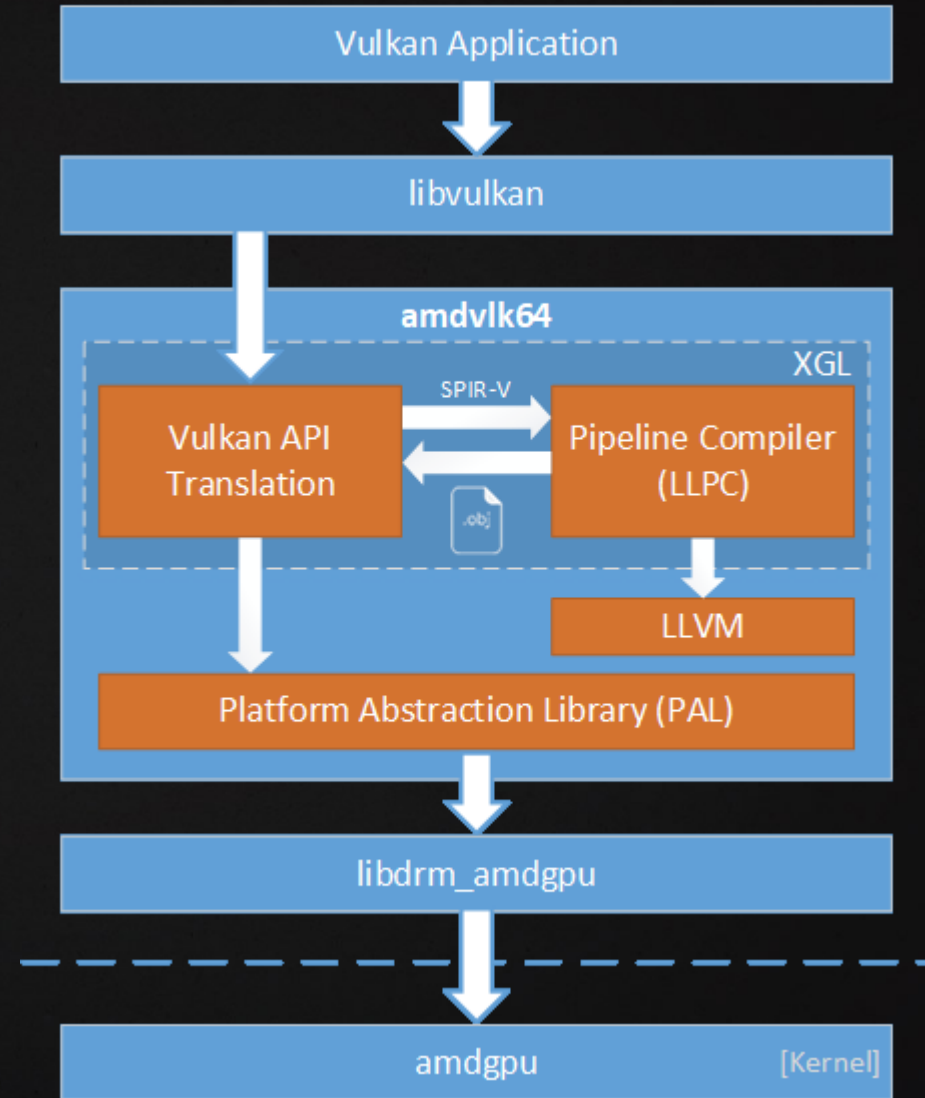 Vulkan Application
libvulkan
amdvlk64
XGL
SPIR-V
Vulkan API
Translation
Pipeline Compiler
(LLPC)
.obj
LLVM
Platform Abstraction Library (PAL)
libdrm_amdgpu
amdgpu
[Kernel]